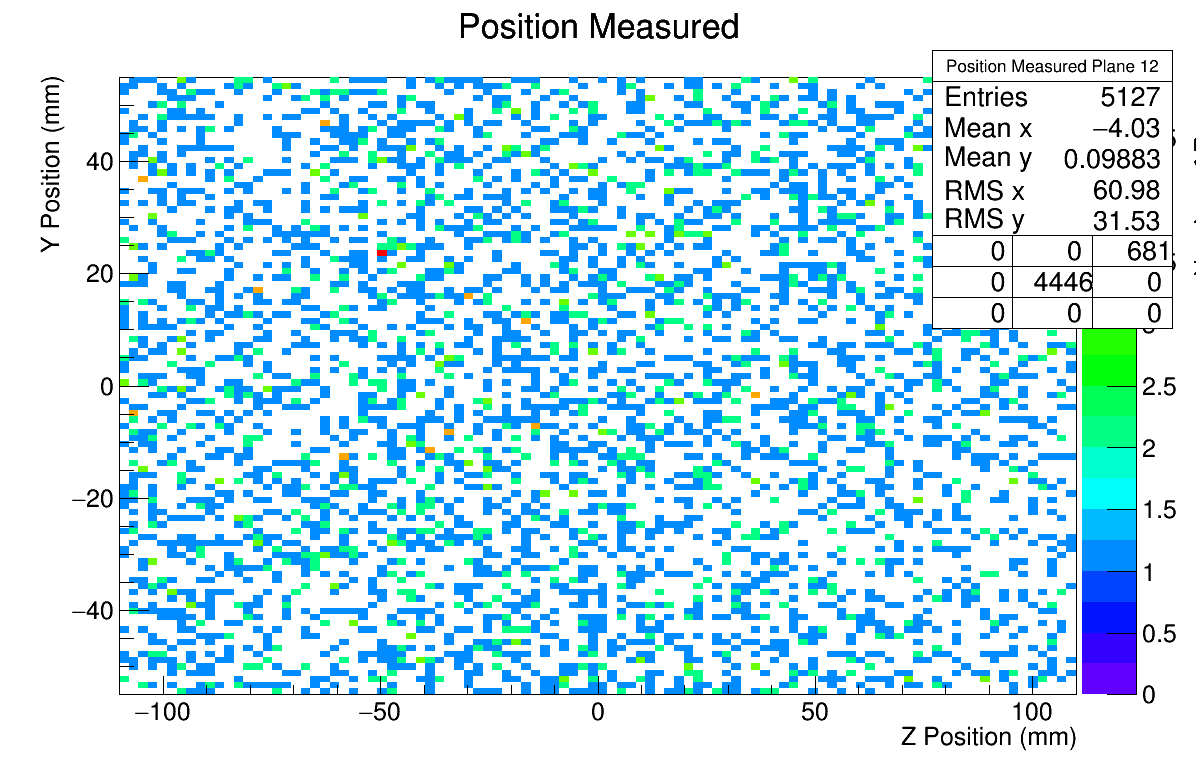 Position Measured
Position Measured Plane 12
Entries 5127
Mean x −4.03
Mean y 0.09883
RMS x 60.98
RMS y 31.53
0 0 681
0 4446 0
0 0 0
Y Position (mm)
40
20
0
−20
−40
−100 −50 0 50 100
Z Position (mm)
2.5
2
1.5
1
0.5
0